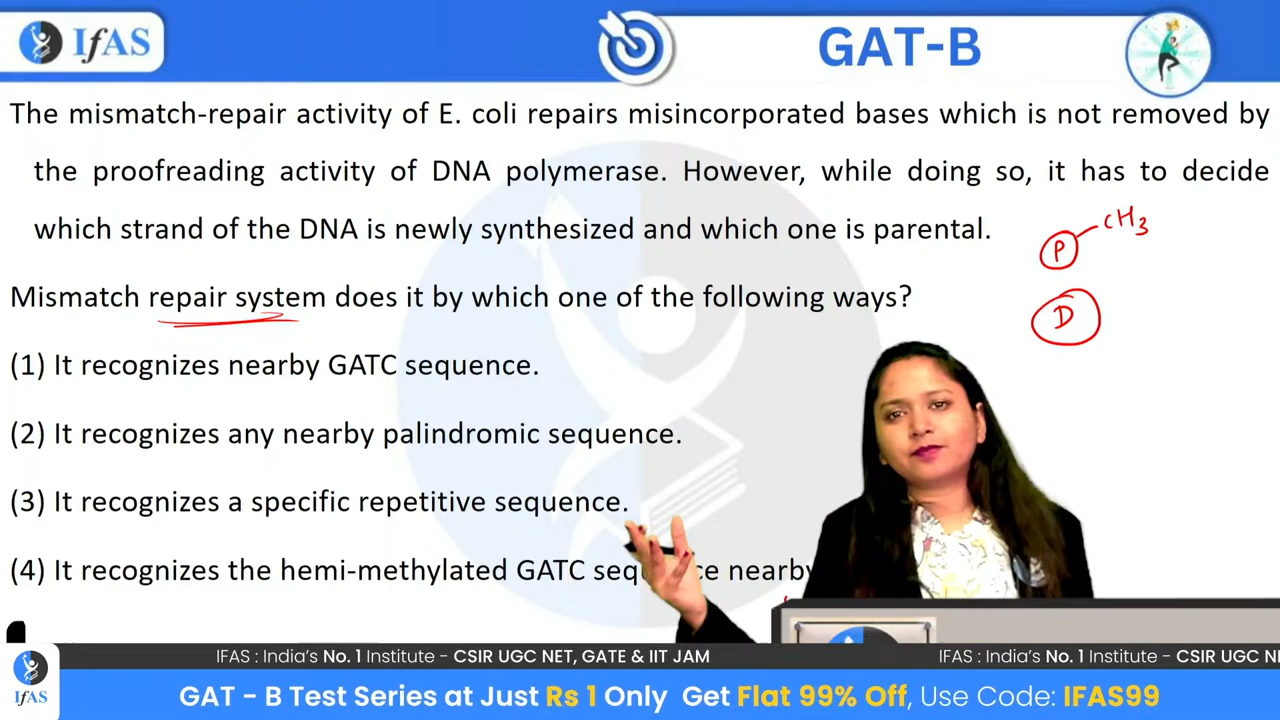 IfAS
GAT-B
The mismatch-repair activity of E. coli repairs misincorporated bases which is not removed by
the proofreading activity of DNA polymerase. However, while doing so, it has to decide
which strand of the DNA is newly synthesized and which one is parental.
P CH3
Mismatch repair system does it by which one of the following ways?
D
(1) It recognizes nearby GATC sequence.
(2) It recognizes any nearby palindromic sequence.
(3) It recognizes a specific repetitive sequence.
(4) It recognizes the hemi-methylated GATC nearby
IFAS : India's No. 1 Institute - CSIR UGC NET, GATE & IIT JAM IFAS : India's No. 1 Institute - CSIR UGC
IfAS
GAT - B Test Series at Just Rs 1 Only Get Flat 99% Off, Use Code: IFAS99